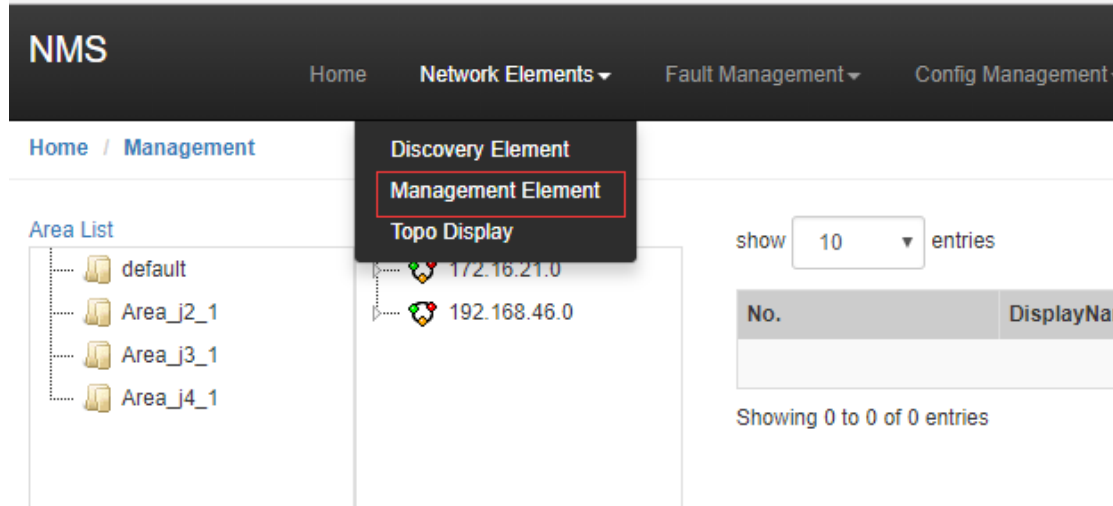 NMS
Home Network Elements Fault Management Config Management
Home / Management
Discovery Element
Management Element
Topo Display
Area List
default
Area_j2_1
Area_j3_1
Area_j4_1
172.16.21.0
192.168.46.0
show 10 entries
No. DisplayNa
Showing 0 to 0 of 0 entries